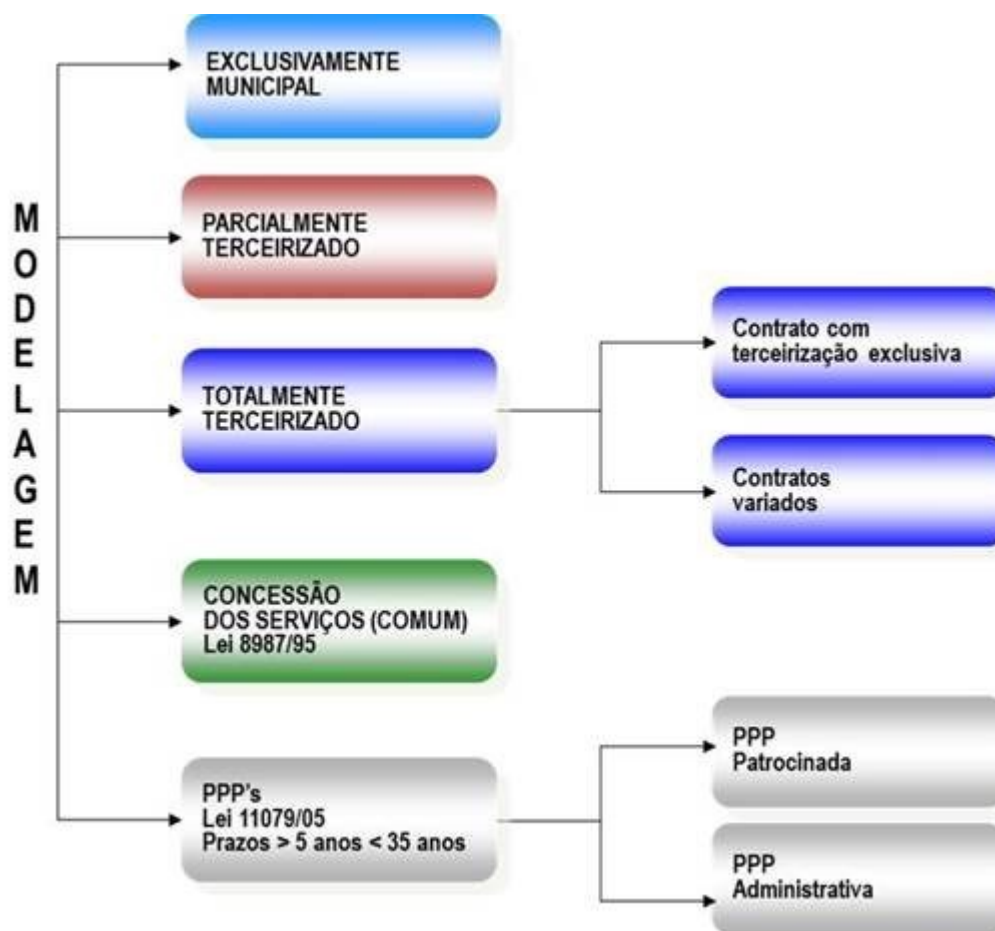 MODELAGEM
EXCLUSIVAMENTE
MUNICIPAL
PARCIALMENTE
TERCEIRIZADO
TOTALMENTE
TERCEIRIZADO
Contrato com
terceirização exclusiva
Contratos
variados
CONCESSÃO
DOS SERVIÇOS (COMUM)
Lei 8987/95
PPP's
Lei 11079/05
Prazos > 5 anos < 35 anos
PPP
Patrocinada
PPP
Administrativa